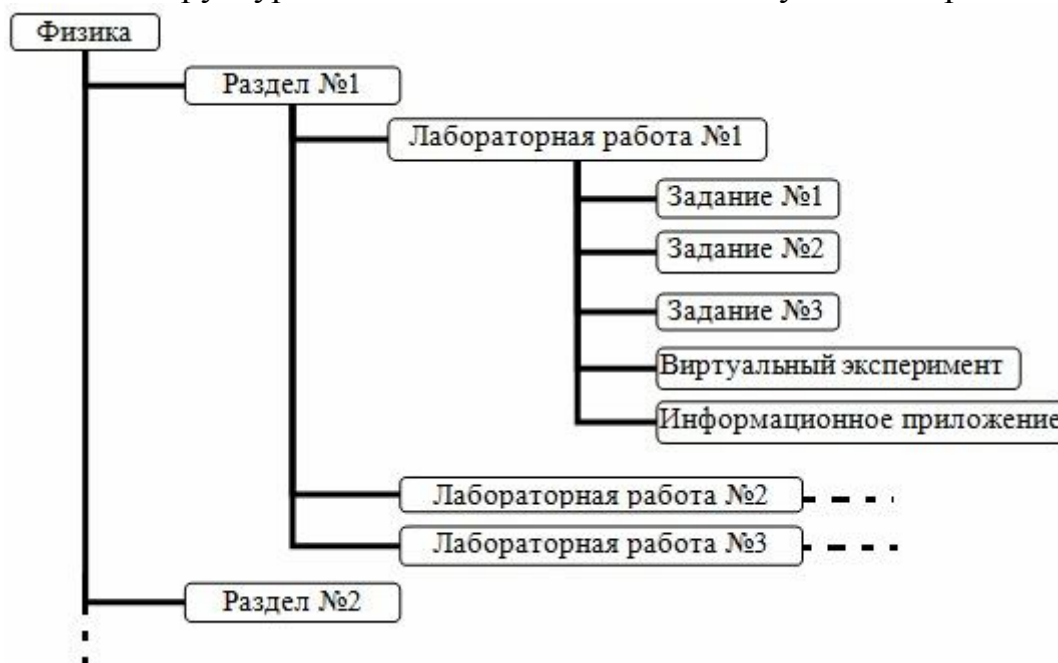 Физика
Раздел №1
Лабораторная работа №1
Задание №1
Задание №2
Задание №3
Виртуальный эксперимент
Информационное приложение
Лабораторная работа №2
Лабораторная работа №3
Раздел №2